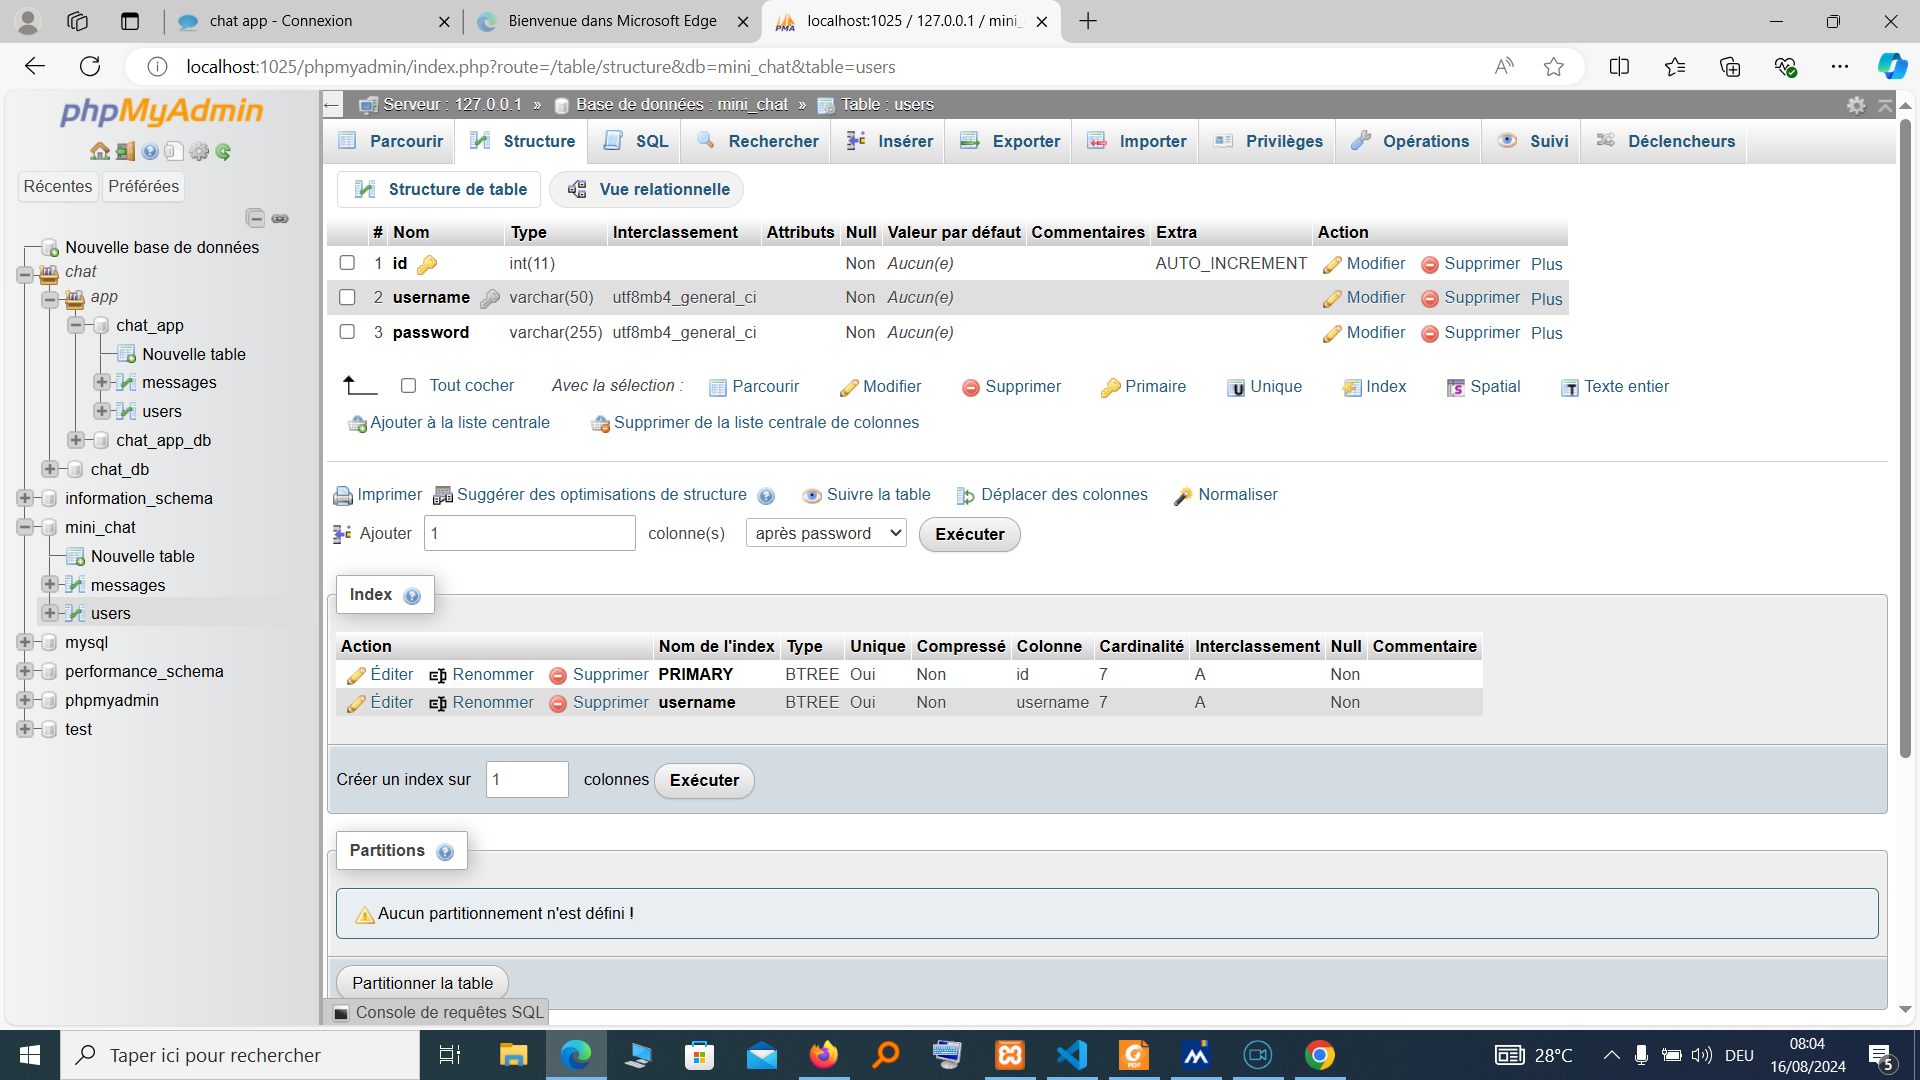 chat app - Connexion
Bienvenue dans Microsoft Edge
localhost:1025 / 127.0.0.1 / mini_
localhost:1025/phpmyadmin/index.php?route=/table/structure&db=mini_chat&table=users
phpMyAdmin
Récentes Préférées
Nouvelle base de données
chat
app
chat_app
Nouvelle table
messages
users
chat_app_db
chat_db
information_schema
mini_chat
Nouvelle table
messages
users
mysql
performance_schema
phpmyadmin
test
Serveur : 127.0.0.1 » Base de données : mini_chat » Table : users
Parcourir Structure SQL Rechercher Insérer Exporter Importer Privilèges Opérations Suivi Déclencheurs
Structure de table Vue relationnelle
# Nom Type Interclassement Attributs Null Valeur par défaut Commentaires Extra Action
1 id int(11) Non Aucun(e) AUTO_INCREMENT Modifier Supprimer Plus
2 username varchar(50) utf8mb4_general_ci Non Aucun(e) Modifier Supprimer Plus
3 password varchar(255) utf8mb4_general_ci Non Aucun(e) Modifier Supprimer Plus
Tout cocher Avec la sélection : Parcourir Modifier Supprimer Primaire Unique Index Spatial Texte entier
Ajouter à la liste centrale Supprimer de la liste centrale de colonnes
Imprimer Suggérer des optimisations de structure Suivre la table Déplacer des colonnes Normaliser
Ajouter 1 colonne(s) après password Exécuter
Index
Action Nom de l'index Type Unique Compressé Colonne Cardinalité Interclassement Null Commentaire
Éditer Renommer Supprimer PRIMARY BTREE Oui Non id 7 A Non
Éditer Renommer Supprimer username BTREE Oui Non username 7 A Non
Créer un index sur 1 colonnes Exécuter
Partitions
Aucun partitionnement n'est défini !
Partitionner la table
Console de requêtes SQL
Taper ici pour rechercher
28°C
DEU
08:04
16/08/2024
5